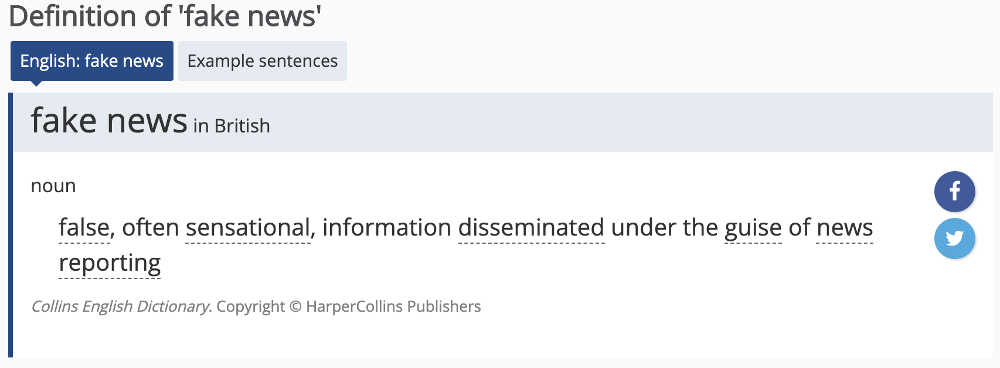 Definition of 'fake news'
English: fake news
Example sentences
fake news in British
noun
false, often sensational, information disseminated under the guise of news
reporting
Collins English Dictionary. Copyright © HarperCollins Publishers